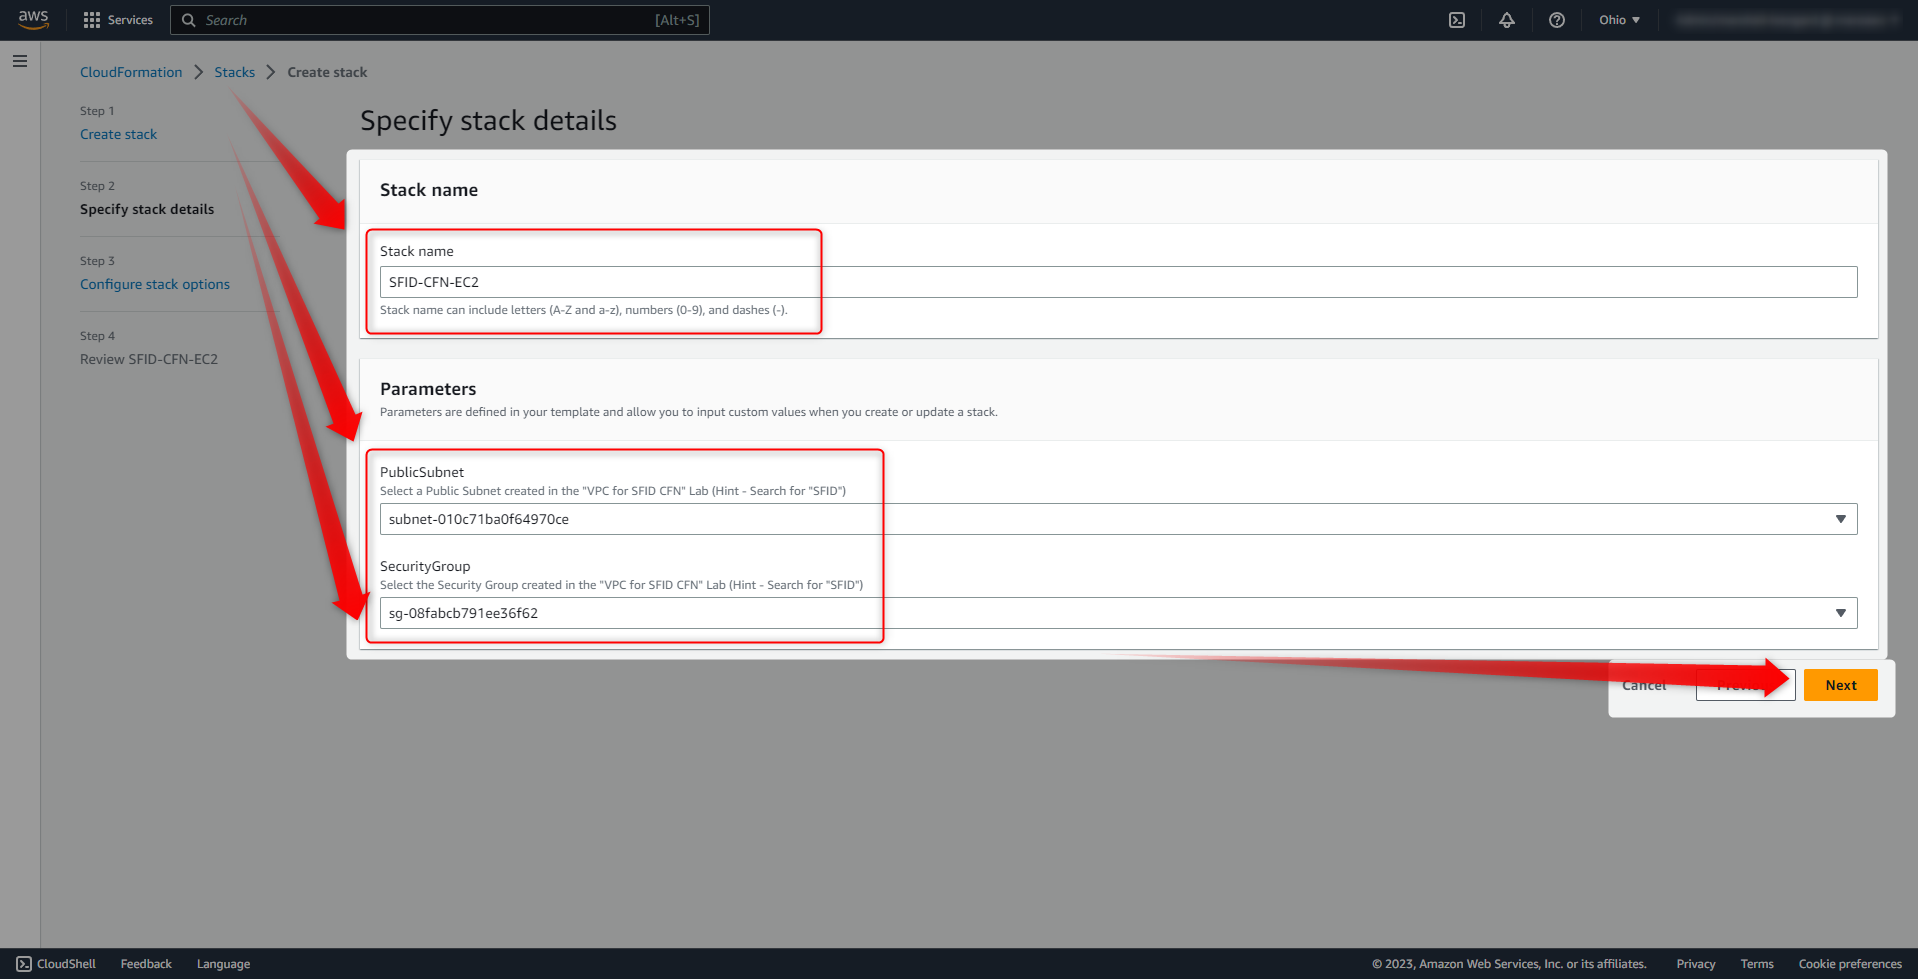 aws
Services
Search
[Alt+S]
Ohio
CloudFormation
Stacks
Create stack
Step 1
Create stack
Step 2
Specify stack details
Step 3
Configure stack options
Step 4
Review SFID-CFN-EC2
Specify stack details
Stack name
Stack name
SFID-CFN-EC2
Stack name can include letters (A-Z and a-z), numbers (0-9), and dashes (-).
Parameters
Parameters are defined in your template and allow you to input custom values when you create or update a stack.
PublicSubnet
Select a Public Subnet created in the "VPC for SFID CFN" Lab (Hint - Search for "SFID")
subnet-010c71ba0f64970ce
SecurityGroup
Select the Security Group created in the "VPC for SFID CFN" Lab (Hint - Search for "SFID")
sg-08fabcb791ee36f62
Cancel
Next
CloudShell
Feedback
Language
© 2023, Amazon Web Services, Inc. or its affiliates.
Privacy
Terms
Cookie preferences